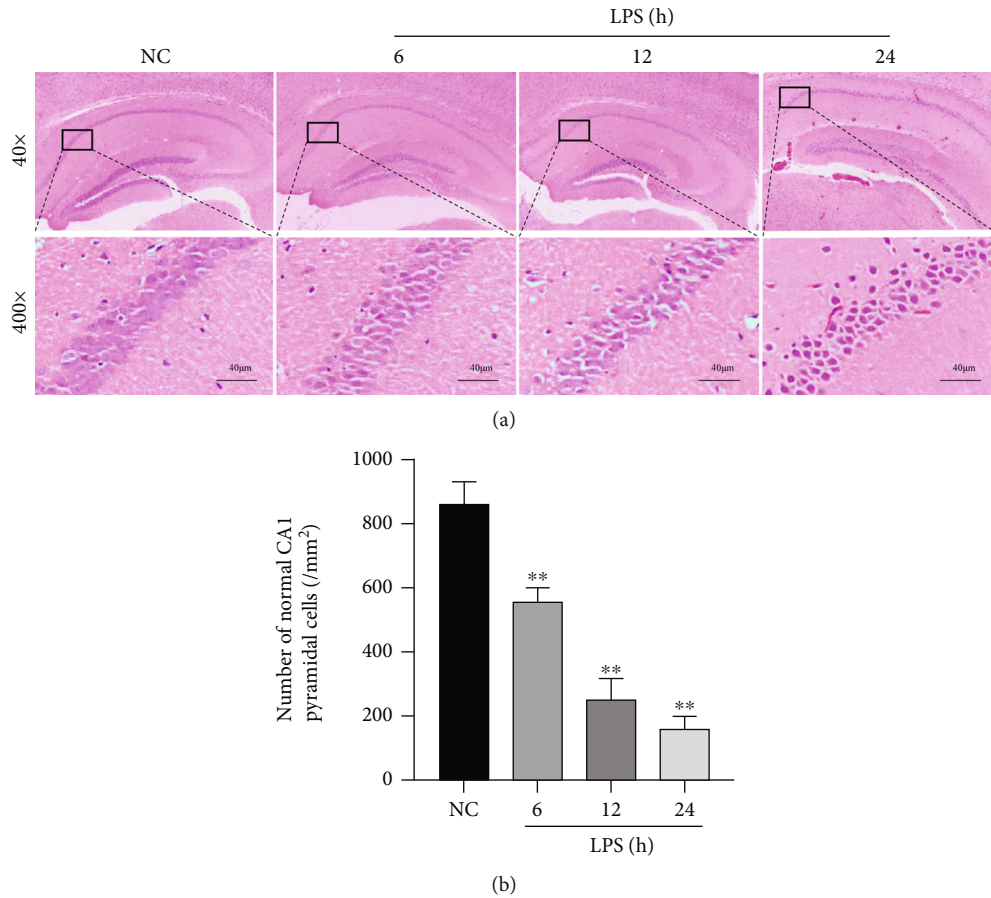 LPS (h)
NC 6 12 24
40×
400×
40μm 40μm 40μm 40μm
(a)
1000
800
600
400
200
0
Number of normal CA1
pyramidal cells (/mm²)
** ** **
NC 6 12 24
LPS (h)
(b)